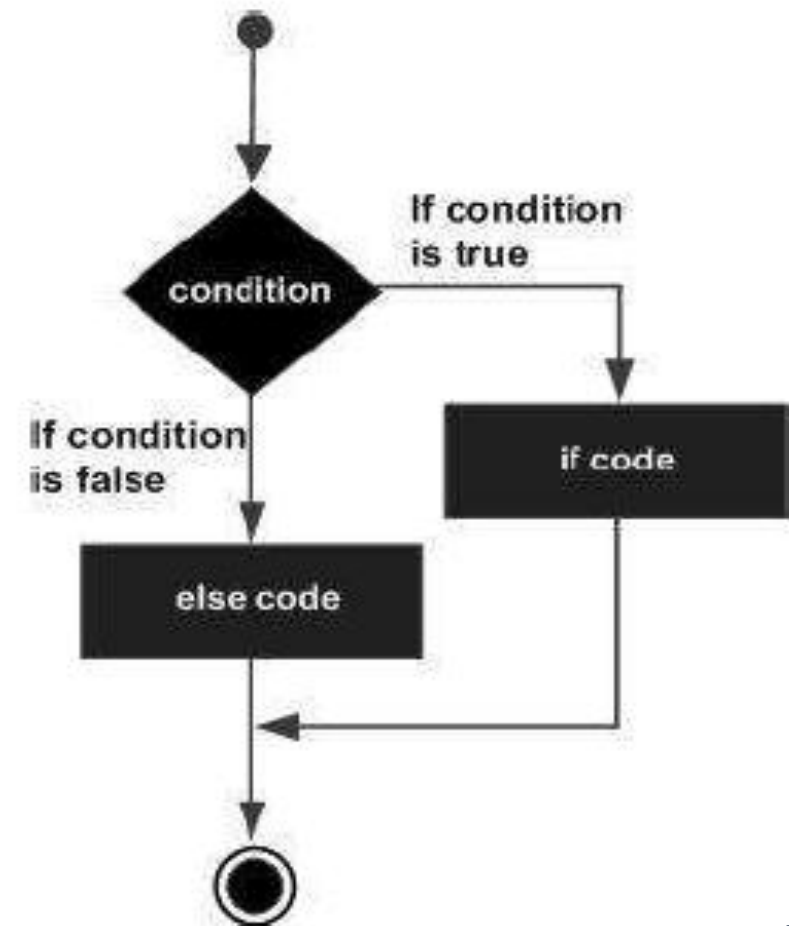 If condition
is true
condition
If condition
is false
if code
else code